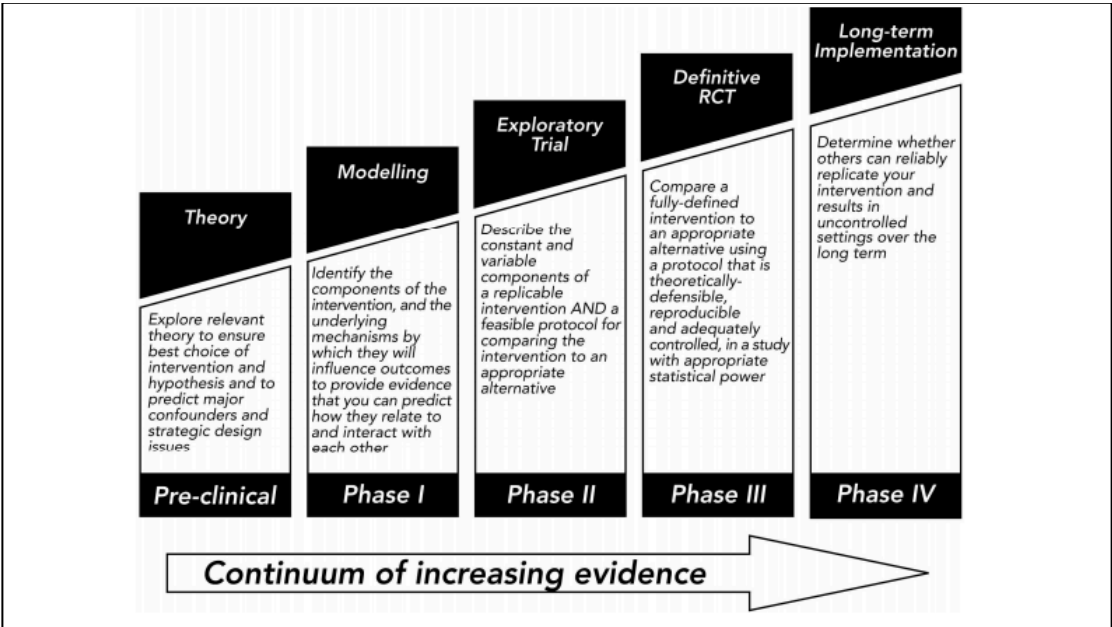 Theory
Explore relevant
theory to ensure
best choice of
intervention and
hypothesis and to
predict major
confounders and
strategic design
issues
Pre-clinical
Modelling
Identify the
components of the
intervention, and the
underlying
mechanisms by
which they will
influence outcomes
to provide evidence
that you can predict
how they relate to
and interact with
each other
Phase I
Exploratory
Trial
Describe the
constant and
variable
components of
a replicable
intervention AND a
feasible protocol for
comparing the
intervention to an
appropriate
alternative
Phase II
Definitive
RCT
Compare a
fully-defined
intervention to
an appropriate
alternative using
a protocol that is
theoretically-
defensible,
reproducible
and adequately
controlled, in a study
with appropriate
statistical power
Phase III
Long-term
Implementation
Determine whether
others can reliably
replicate your
intervention and
results in
uncontrolled
settings over the
long term
Phase IV
Continuum of increasing evidence